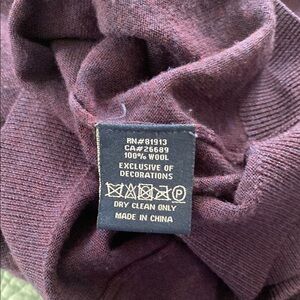 RN#81913
CA#26689
100% WOOL
EXCLUSIVE OF
DECORATIONS
P
DRY CLEAN ONLY
MADE IN CHINA